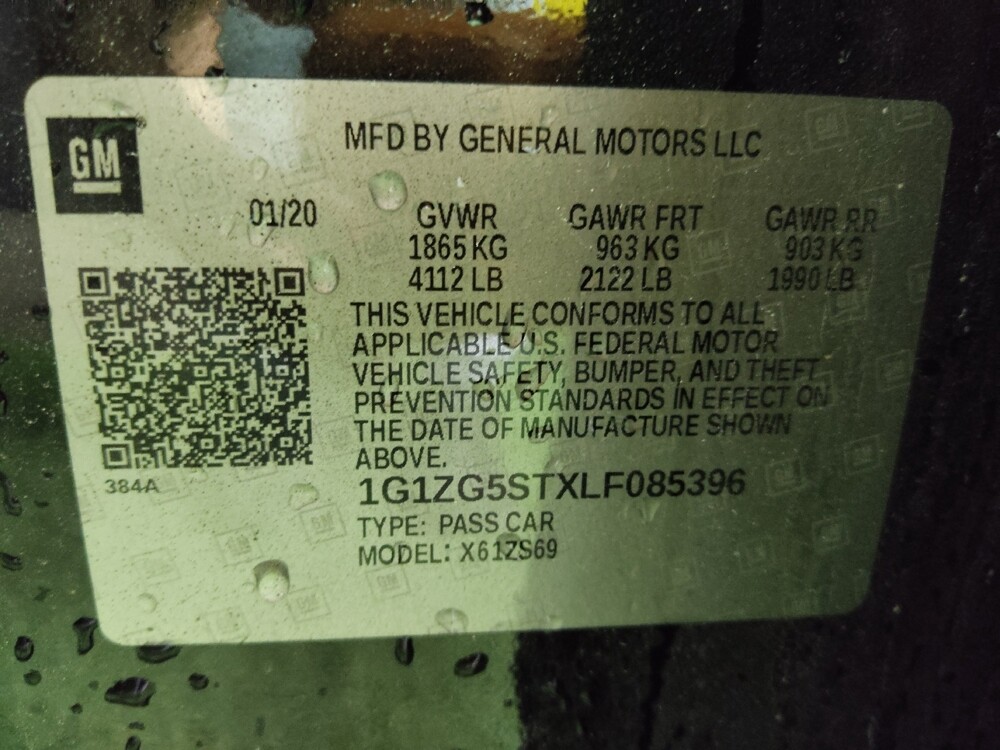 GM
MFD BY GENERAL MOTORS LLC
01/20 GVWR GAWR FRT GAWR RR
1865 KG 963 KG 903 KG
4112 LB 2122 LB 1990 LB
THIS VEHICLE CONFORMS TO ALL
APPLICABLE U.S. FEDERAL MOTOR
VEHICLE SAFETY, BUMPER, AND THEFT
PREVENTION STANDARDS IN EFFECT ON
THE DATE OF MANUFACTURE SHOWN
ABOVE.
384A
1G1ZG5STXLF085396
TYPE: PASS CAR
MODEL: X61ZS69